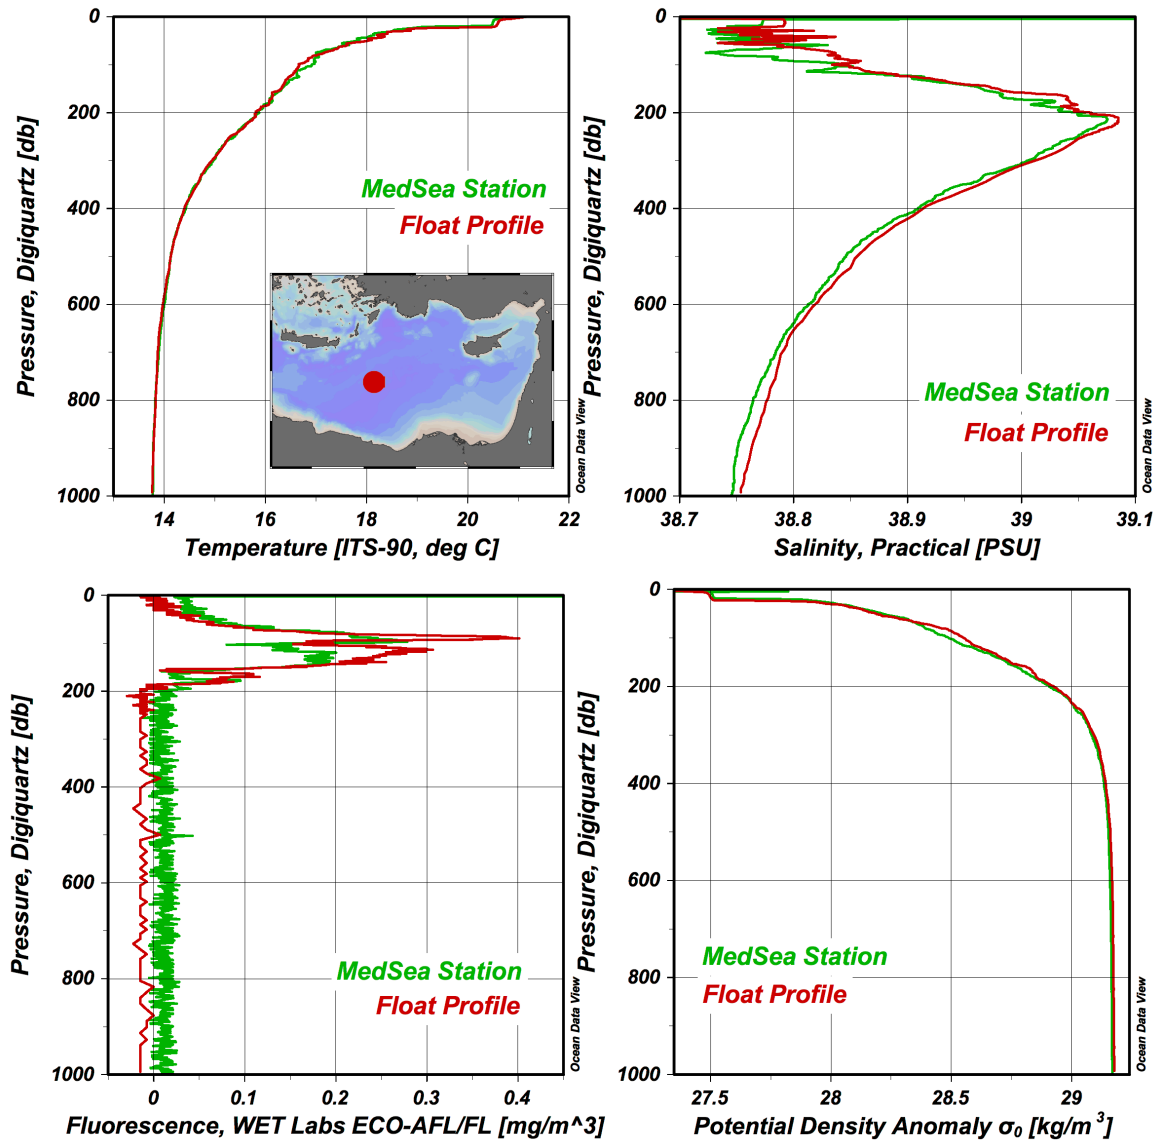 0
200
400
600
800
1000
Pressure, Digiquartz [db]
MedSea Station
Float Profile
Ocean Data View
14
16
18
20
22
Temperature [ITS-90, deg C]
0
200
400
600
800
1000
Pressure, Digiquartz [db]
MedSea Station
Float Profile
Ocean Data View
38.7
38.8
38.9
39
39.1
Salinity, Practical [PSU]
0
200
400
600
800
1000
Pressure, Digiquartz [db]
MedSea Station
Float Profile
Ocean Data View
0
0.1
0.2
0.3
0.4
Fluorescence, WET Labs ECO-AFL/FL [mg/m^3]
0
200
400
600
800
1000
Pressure, Digiquartz [db]
MedSea Station
Float Profile
Ocean Data View
27.5
28
28.5
29
Potential Density Anomaly σ₀ [kg/m³]